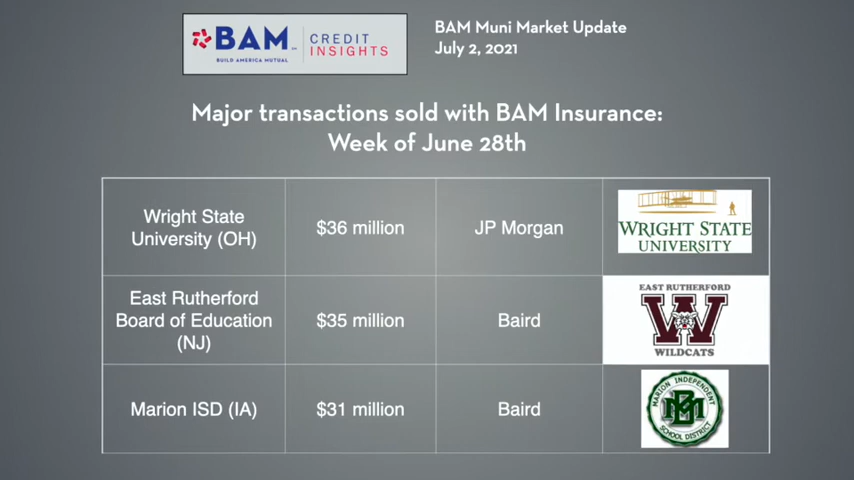 BAM
BUILD AMERICA MUTUAL
CREDIT
INSIGHTS
BAM Muni Market Update
July 2, 2021
Major transactions sold with BAM Insurance:
Week of June 28th
Wright State
University (OH)
$36 million
JP Morgan
WRIGHT STATE
UNIVERSITY
East Rutherford
Board of Education
(NJ)
$35 million
Baird
EAST RUTHERFORD
W
WILDCATS
Marion ISD (IA)
$31 million
Baird
MARION INDEPENDENT
M
SCHOOL DISTRICT